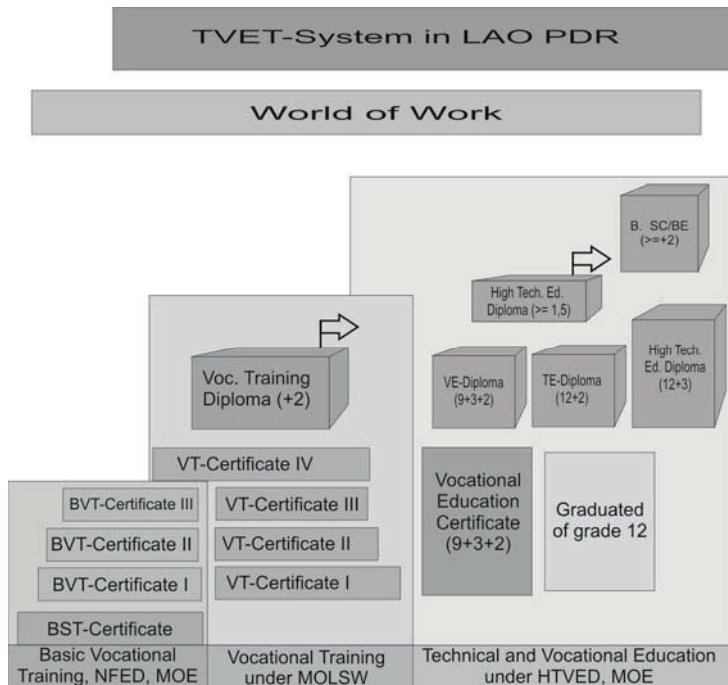 TVET-System in LAO PDR
World of Work
B. SC/BE
(>=+2)
High Tech. Ed.
Diploma (>= 1,5)
High Tech.
Ed. Diploma
(12+3)
Voc. Training
Diploma (+2)
VE-Diploma
(9+3+2)
TE-Diploma
(12+2)
VT-Certificate IV
Vocational
Education
Certificate
(9+3+2)
Graduated
of grade 12
BVT-Certificate III
VT-Certificate III
BVT-Certificate II
VT-Certificate II
BVT-Certificate I
VT-Certificate I
BST-Certificate
Basic Vocational
Training, NFED, MOE
Vocational Training
under MOLSW
Technical and Vocational Education
under HTVED, MOE